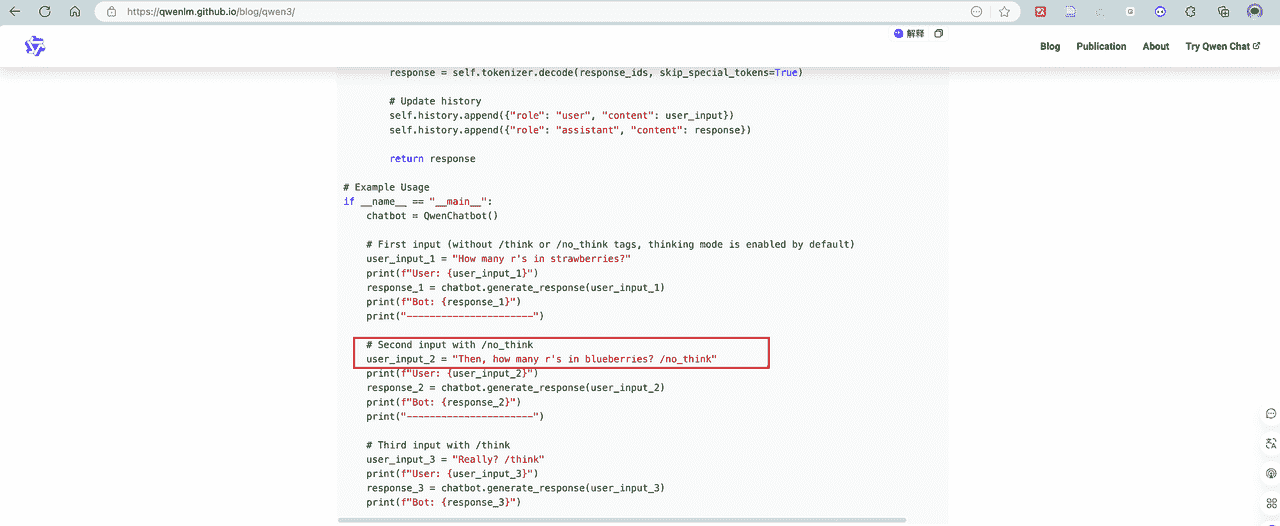 https://qwenlm.github.io/blog/qwen3/
解释
Blog Publication About Try Qwen Chat
response = self.tokenizer.decode(response_ids, skip_special_tokens=True)
# Update history
self.history.append({"role": "user", "content": user_input})
self.history.append({"role": "assistant", "content": response})
return response
# Example Usage
if __name__ == "__main__":
chatbot = QwenChatbot()
# First input (without /think or /no_think tags, thinking mode is enabled by default)
user_input_1 = "How many r's in strawberries?"
print(f"User: {user_input_1}")
response_1 = chatbot.generate_response(user_input_1)
print(f"Bot: {response_1}")
print("----------------------")
# Second input with /no_think
user_input_2 = "Then, how many r's in blueberries? /no_think"
print(f"User: {user_input_2}")
response_2 = chatbot.generate_response(user_input_2)
print(f"Bot: {response_2}")
print("----------------------")
# Third input with /think
user_input_3 = "Really? /think"
print(f"User: {user_input_3}")
response_3 = chatbot.generate_response(user_input_3)
print(f"Bot: {response_3}")